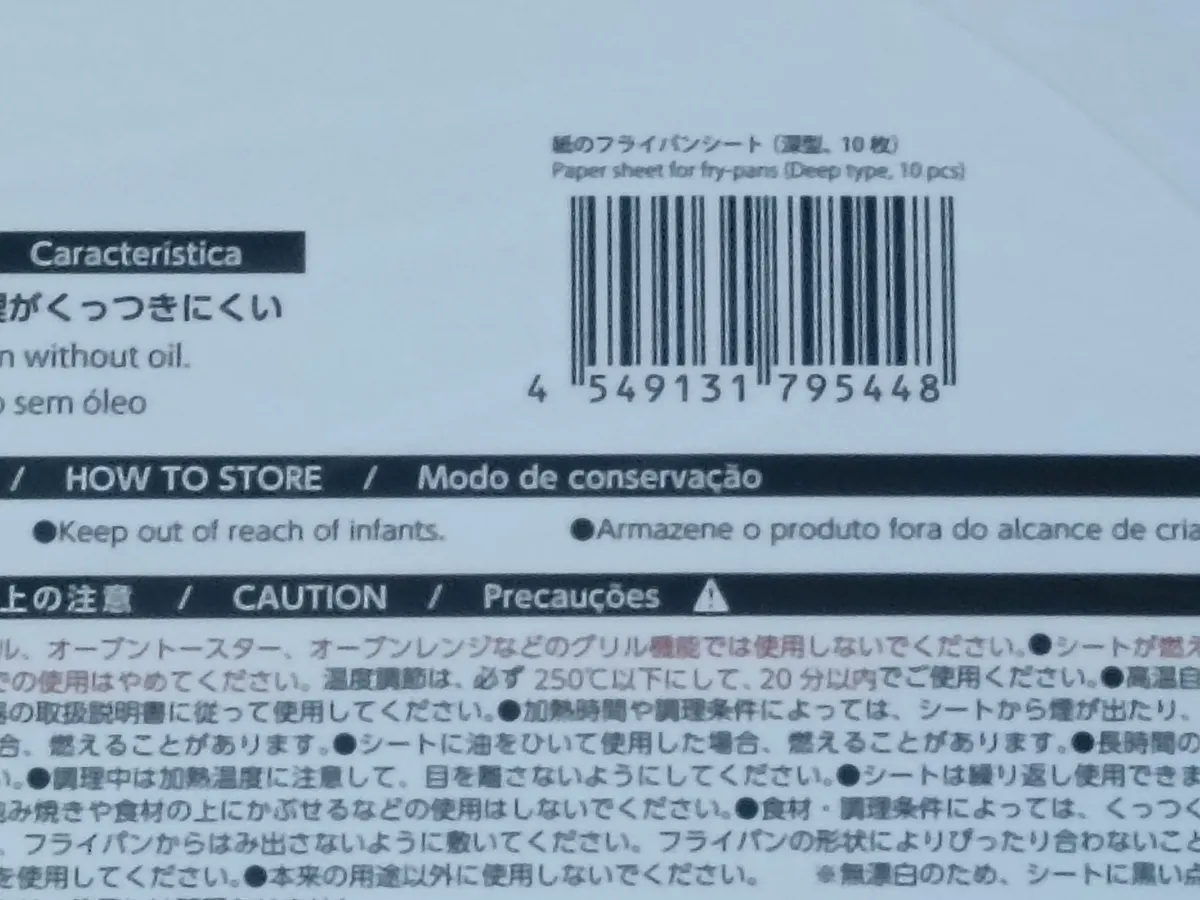 紙のフライパンシート（深型、10 枚）
Paper sheet for fry-pans (Deep type, 10 pcs)
Característica
がくっつきにくい
n without oil.
sem óleo
4 549131 795448
/ HOW TO STORE / Modo de conservação
●Keep out of reach of infants. ●Armazene o produto fora do alcance de cria
上の注意 / CAUTION / Precauções
ル、オーブントースター、オーブンレンジなどのグリル機能では使用しないでください。●シートが燃え
での使用はやめてください。温度調節は、必ず 250℃以下にして、20 分以内でご使用ください。●高温自
の取扱説明書に従って使用してください。●加熱時間や調理条件によっては、シートから煙が出たり、
合、燃えることがあります。●シートに油をひいて使用した場合、燃えることがあります。●長時間の
い。●調理中は加熱温度に注意して、目を離さないようにしてください。●シートは繰り返し使用できま
み焼きや食材の上にかぶせるなどの使用はしないでください。●食材・調理条件によっては、くっつく
、フライパンからはみ出さないように敷いてください。フライパンの形状によりぴったり合わないこと
を使用してください。●本来の用途以外に使用しないでください。 ※無漂白のため、シートに黒い点